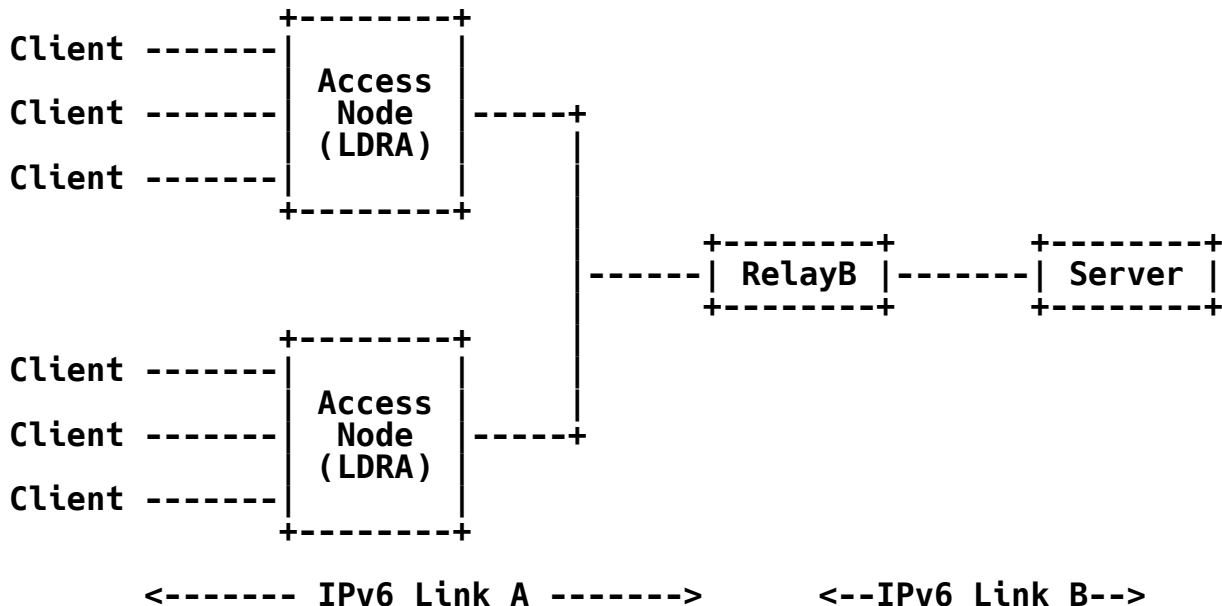 +--------+
Client -------|        |
           | Access |
Client -------|  Node  |-----+
           | (LDRA) |     |
Client -------|        |     |
           +--------+     |
                          |      +--------+       +--------+
                          |------| RelayB |-------| Server |
                          |      +--------+       +--------+
           +--------+     |
Client -------|        |     |
           | Access |     |
Client -------|  Node  |-----+
           | (LDRA) |
Client -------|        |
           +--------+
<------- IPv6 Link A -------> <--IPv6 Link B-->